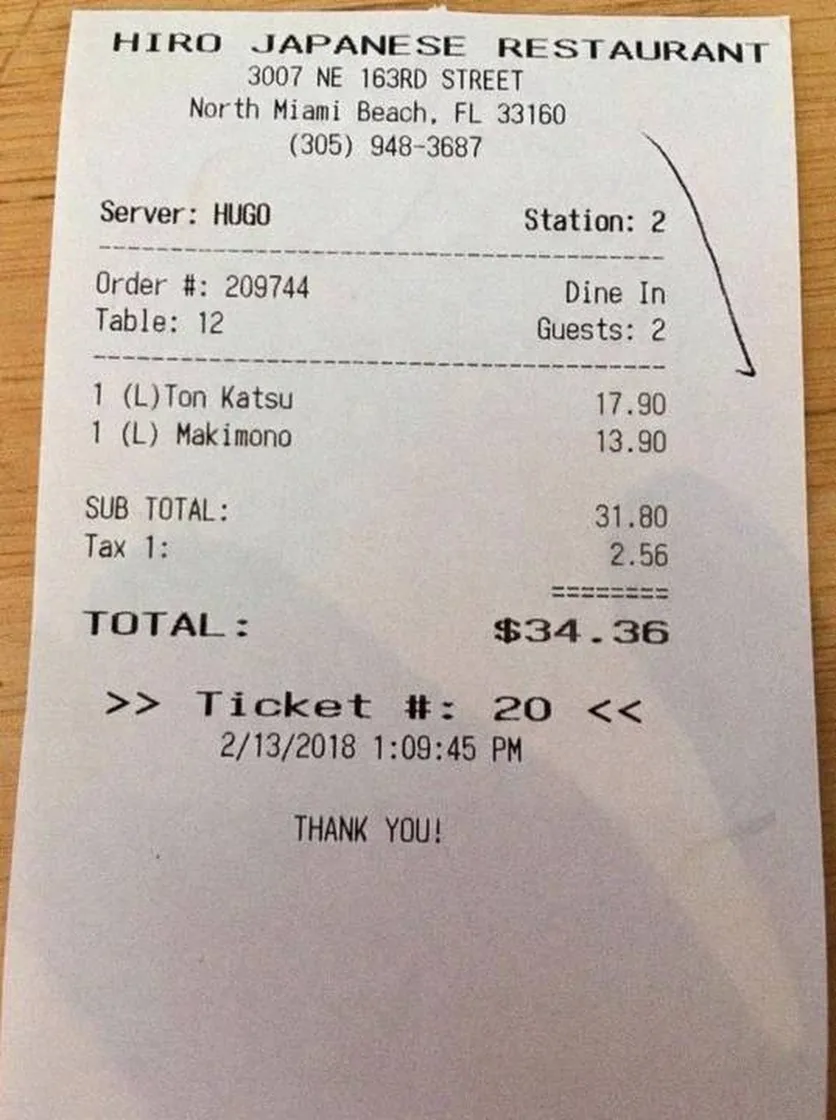 HIRO JAPANESE RESTAURANT
3007 NE 163RD STREET
North Miami Beach, FL 33160
(305) 948-3687
Server: HUGO Station: 2
Order #: 209744 Dine In
Table: 12 Guests: 2
1 (L)Ton Katsu 17.90
1 (L) Makimono 13.90
SUB TOTAL: 31.80
Tax 1: 2.56
========
TOTAL: $34.36
>> Ticket #: 20 <<
2/13/2018 1:09:45 PM
THANK YOU!